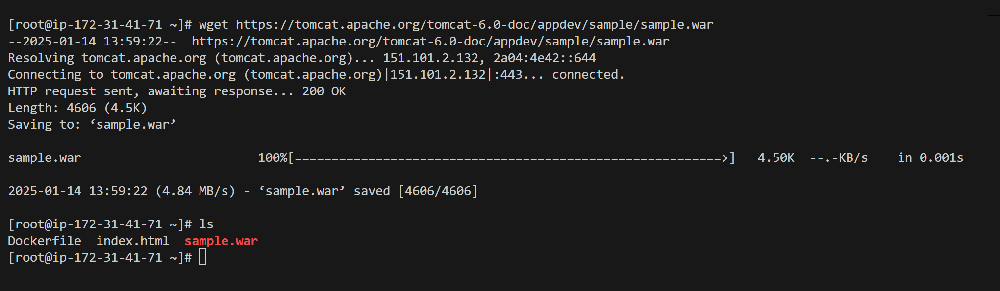 [root@ip-172-31-41-71 ~]# wget https://tomcat.apache.org/tomcat-6.0-doc/appdev/sample/sample.war
--2025-01-14 13:59:22--  https://tomcat.apache.org/tomcat-6.0-doc/appdev/sample/sample.war
Resolving tomcat.apache.org (tomcat.apache.org)... 151.101.2.132, 2a04:4e42::644
Connecting to tomcat.apache.org (tomcat.apache.org)|151.101.2.132|:443... connected.
HTTP request sent, awaiting response... 200 OK
Length: 4606 (4.5K)
Saving to: ‘sample.war’
sample.war                        100%[==========================================================>]   4.50K  --.-KB/s    in 0.001s
2025-01-14 13:59:22 (4.84 MB/s) - ‘sample.war’ saved [4606/4606]
[root@ip-172-31-41-71 ~]# ls
Dockerfile  index.html  sample.war
[root@ip-172-31-41-71 ~]#